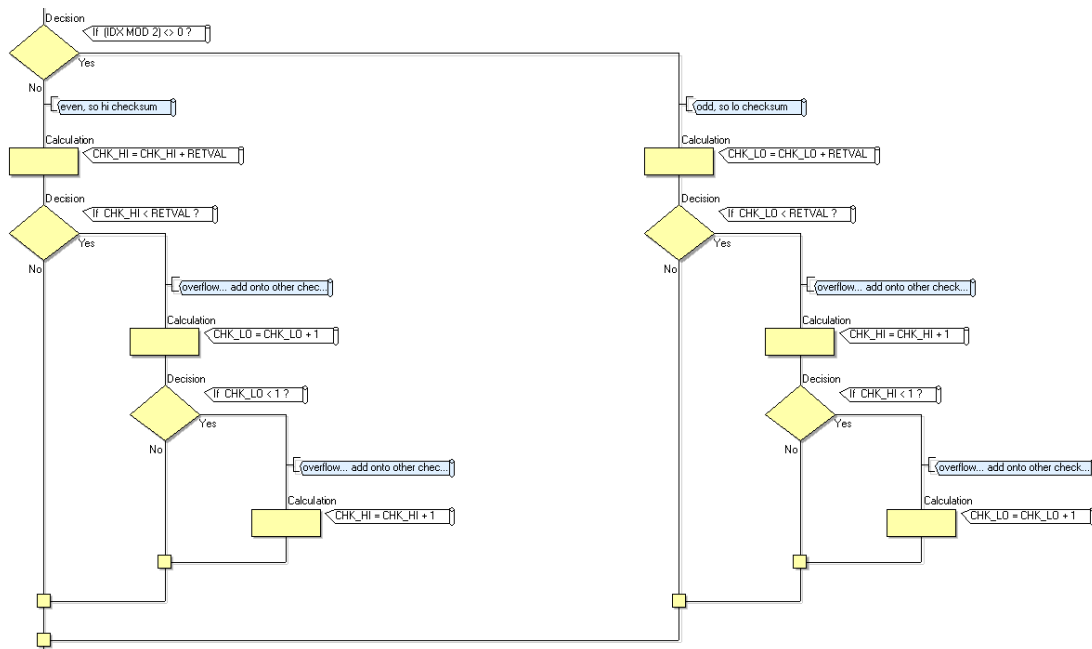 Decision
If (IDX MOD 2) <> 0 ?
Yes
No
even, so hi checksum
odd, so lo checksum
Calculation
CHK_HI = CHK_HI + RETVAL
Calculation
CHK_LO = CHK_LO + RETVAL
Decision
If CHK_HI < RETVAL ?
Yes
No
Decision
If CHK_LO < RETVAL ?
Yes
No
overflow... add onto other chec...
overflow... add onto other check...
Calculation
CHK_LO = CHK_LO + 1
Calculation
CHK_HI = CHK_HI + 1
Decision
If CHK_LO < 1 ?
Yes
No
Decision
If CHK_HI < 1 ?
Yes
No
overflow... add onto other chec...
overflow... add onto other check...
Calculation
CHK_HI = CHK_HI + 1
Calculation
CHK_LO = CHK_LO + 1